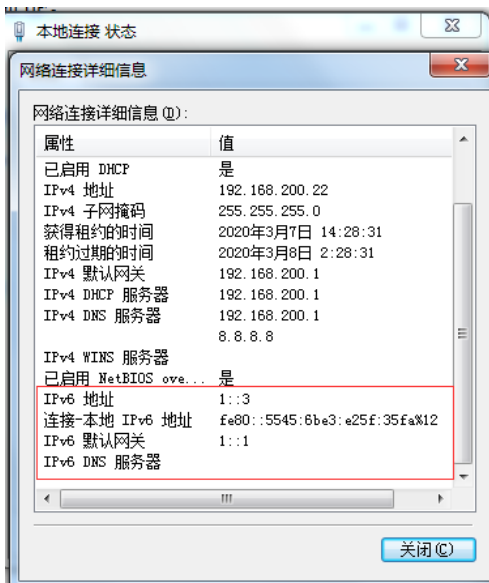 本地连接 状态
网络连接详细信息
网络连接详细信息(D):
属性 值
已启用 DHCP 是
IPv4 地址 192.168.200.22
IPv4 子网掩码 255.255.255.0
获得租约的时间 2020年3月7日 14:28:31
租约过期的时间 2020年3月8日 2:28:31
IPv4 默认网关 192.168.200.1
IPv4 DHCP 服务器 192.168.200.1
IPv4 DNS 服务器 192.168.200.1
8.8.8.8
IPv4 WINS 服务器
已启用 NetBIOS ove... 是
IPv6 地址 1::3
连接-本地 IPv6 地址 fe80::5545:6be3:e25f:35fa%12
IPv6 默认网关 1::1
IPv6 DNS 服务器
关闭(C)